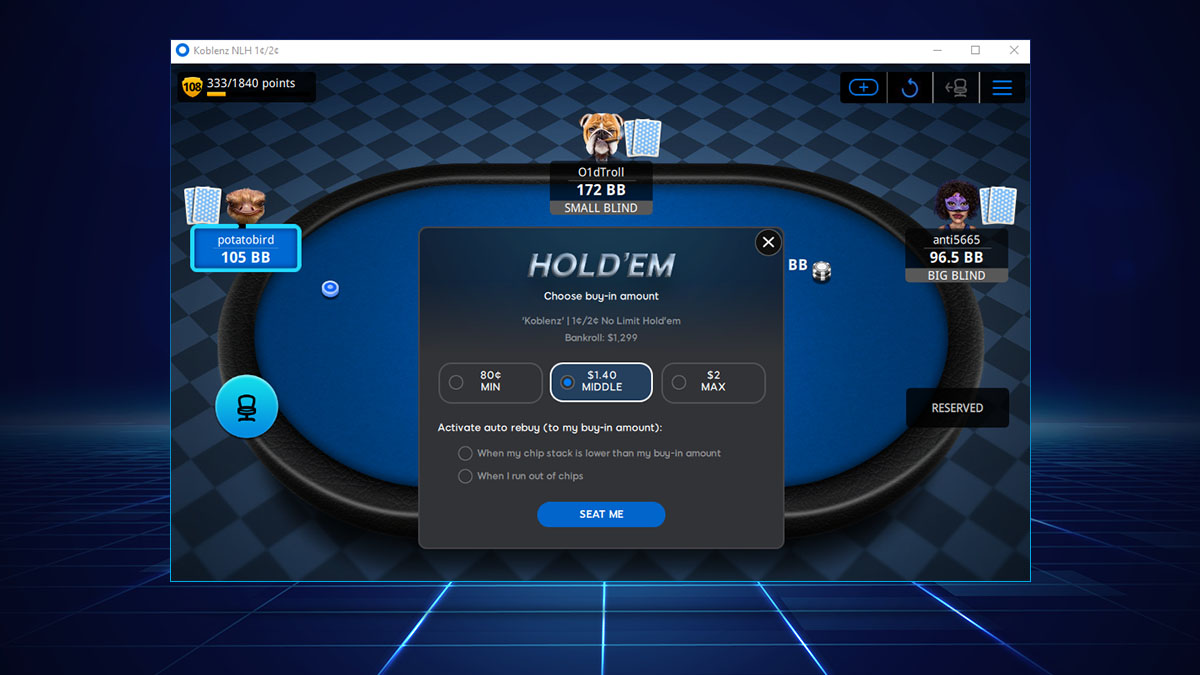 Koblenz NLH 1¢/2¢
108
333/1840 points
O1dTroll
172 BB
SMALL BLIND
potatobird
105 BB
anti5665
96.5 BB
BIG BLIND
BB
HOLD'EM
Choose buy-in amount
'Koblenz' | 1¢/2¢ No Limit Hold'em
Bankroll: $1,299
80¢
MIN
$1.40
MIDDLE
$2
MAX
RESERVED
Activate auto rebuy (to my buy-in amount):
When my chip stack is lower than my buy-in amount
When I run out of chips
SEAT ME